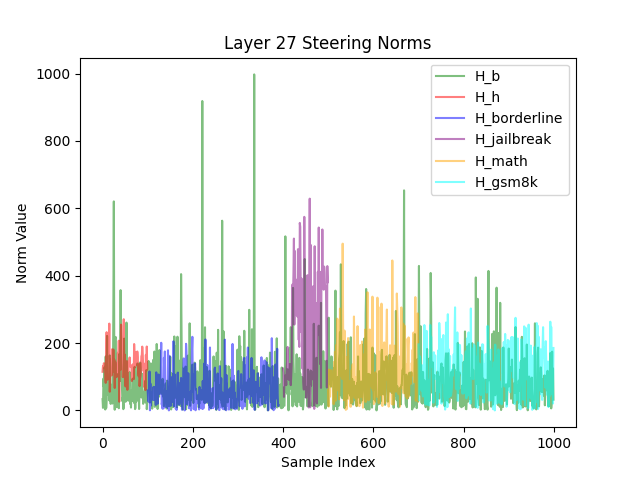 Layer 27 Steering Norms
1000
800
600
400
200
0
Norm Value
H_b
H_h
H_borderline
H_jailbreak
H_math
H_gsm8k
0 200 400 600 800 1000
Sample Index